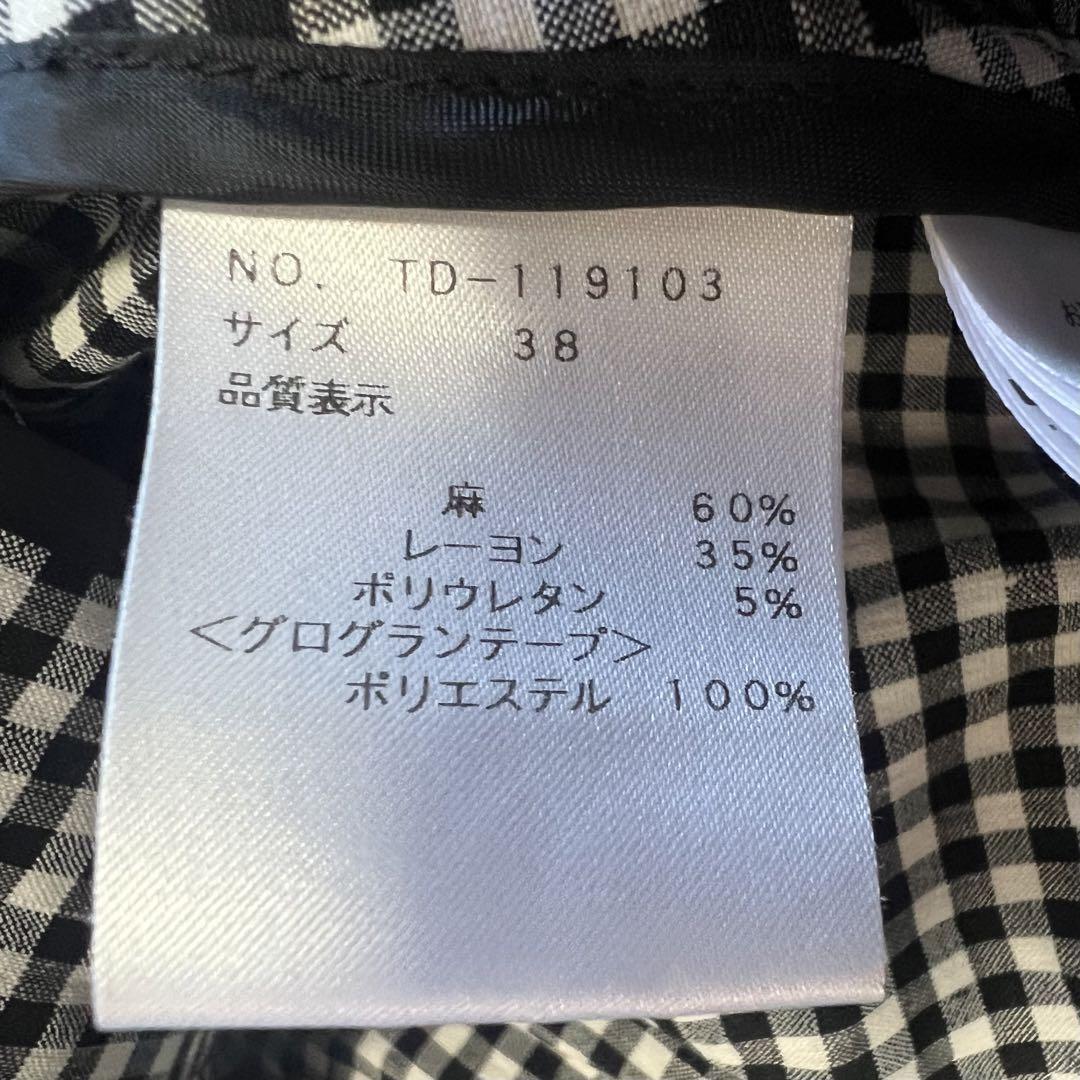 NO. TD-119103
サイズ 38
品質表示
麻 60%
レーヨン 35%
ポリウレタン 5%
<グログランテープ>
ポリエステル 100%
お